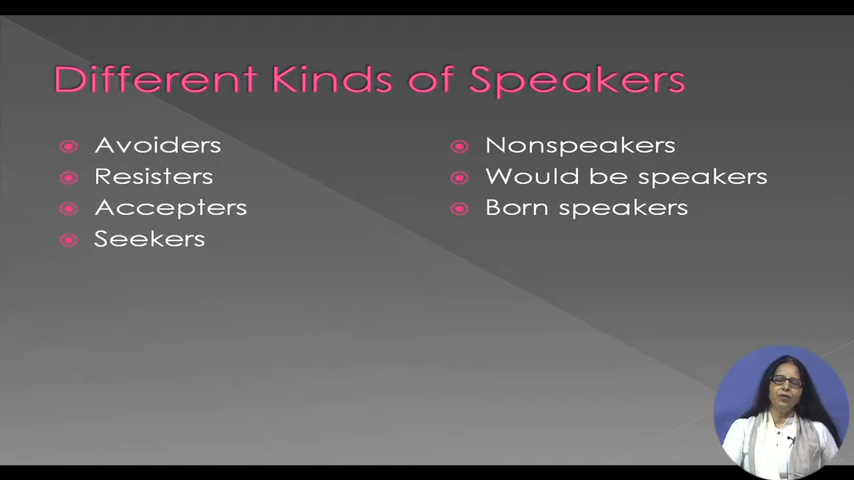 Different Kinds of Speakers
Avoiders
Resisters
Accepters
Seekers
Nonspeakers
Would be speakers
Born speakers